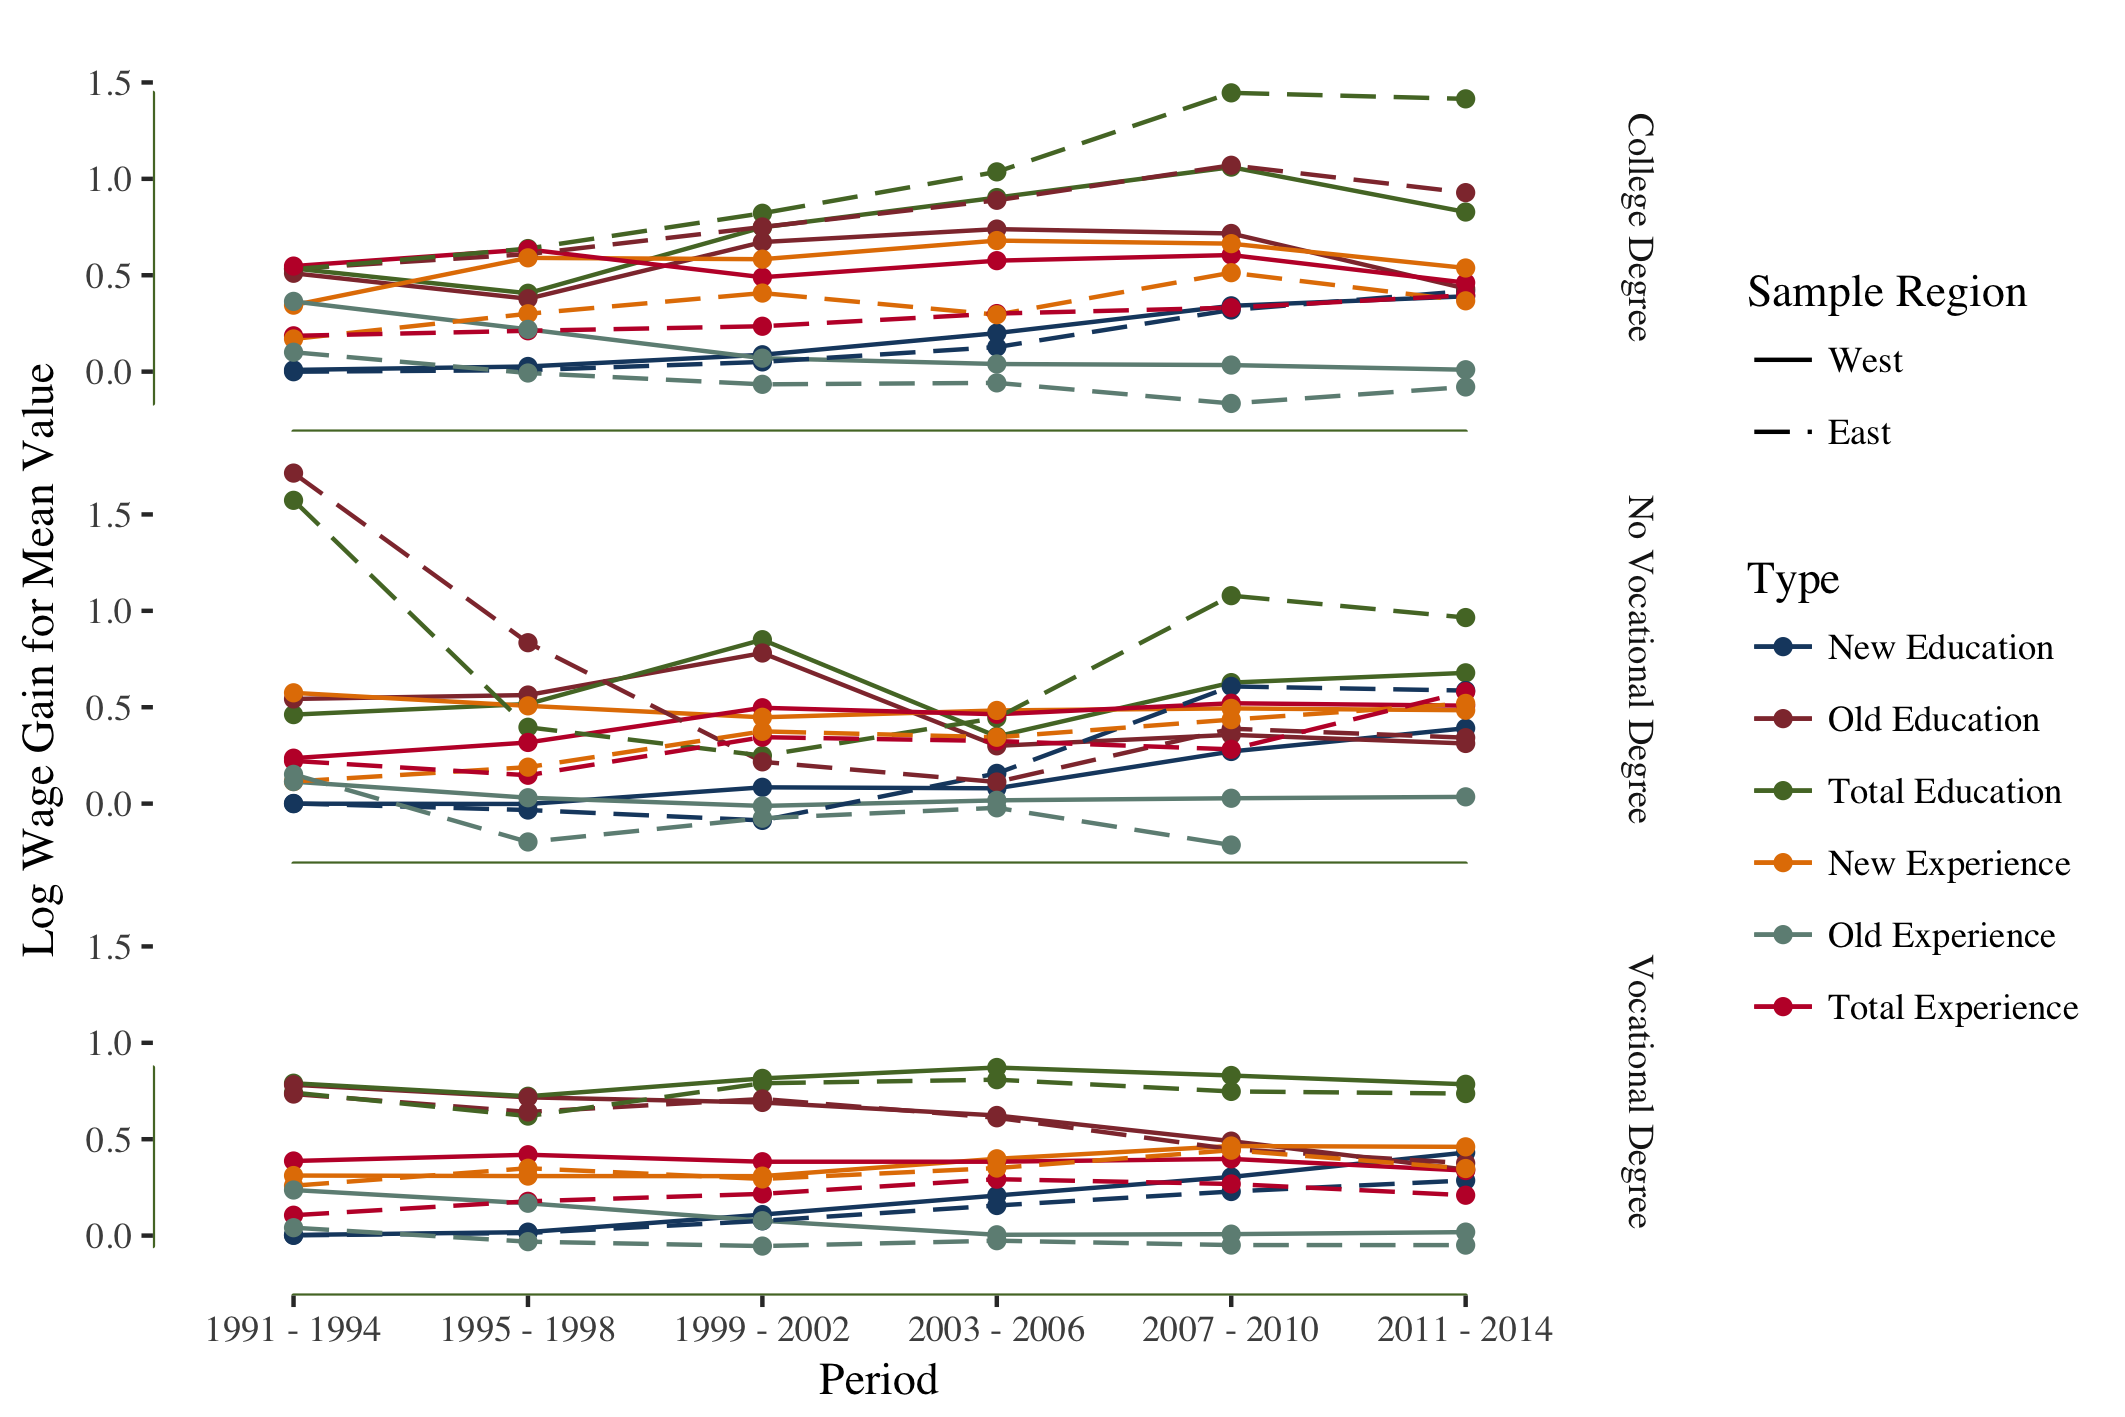 Log Wage Gain for Mean Value
1.5
1.0
0.5
0.0
College Degree
1.5
1.0
0.5
0.0
No Vocational Degree
1.5
1.0
0.5
0.0
Vocational Degree
1991 - 1994
1995 - 1998
1999 - 2002
2003 - 2006
2007 - 2010
2011 - 2014
Period
Sample Region
West
East
Type
New Education
Old Education
Total Education
New Experience
Old Experience
Total Experience